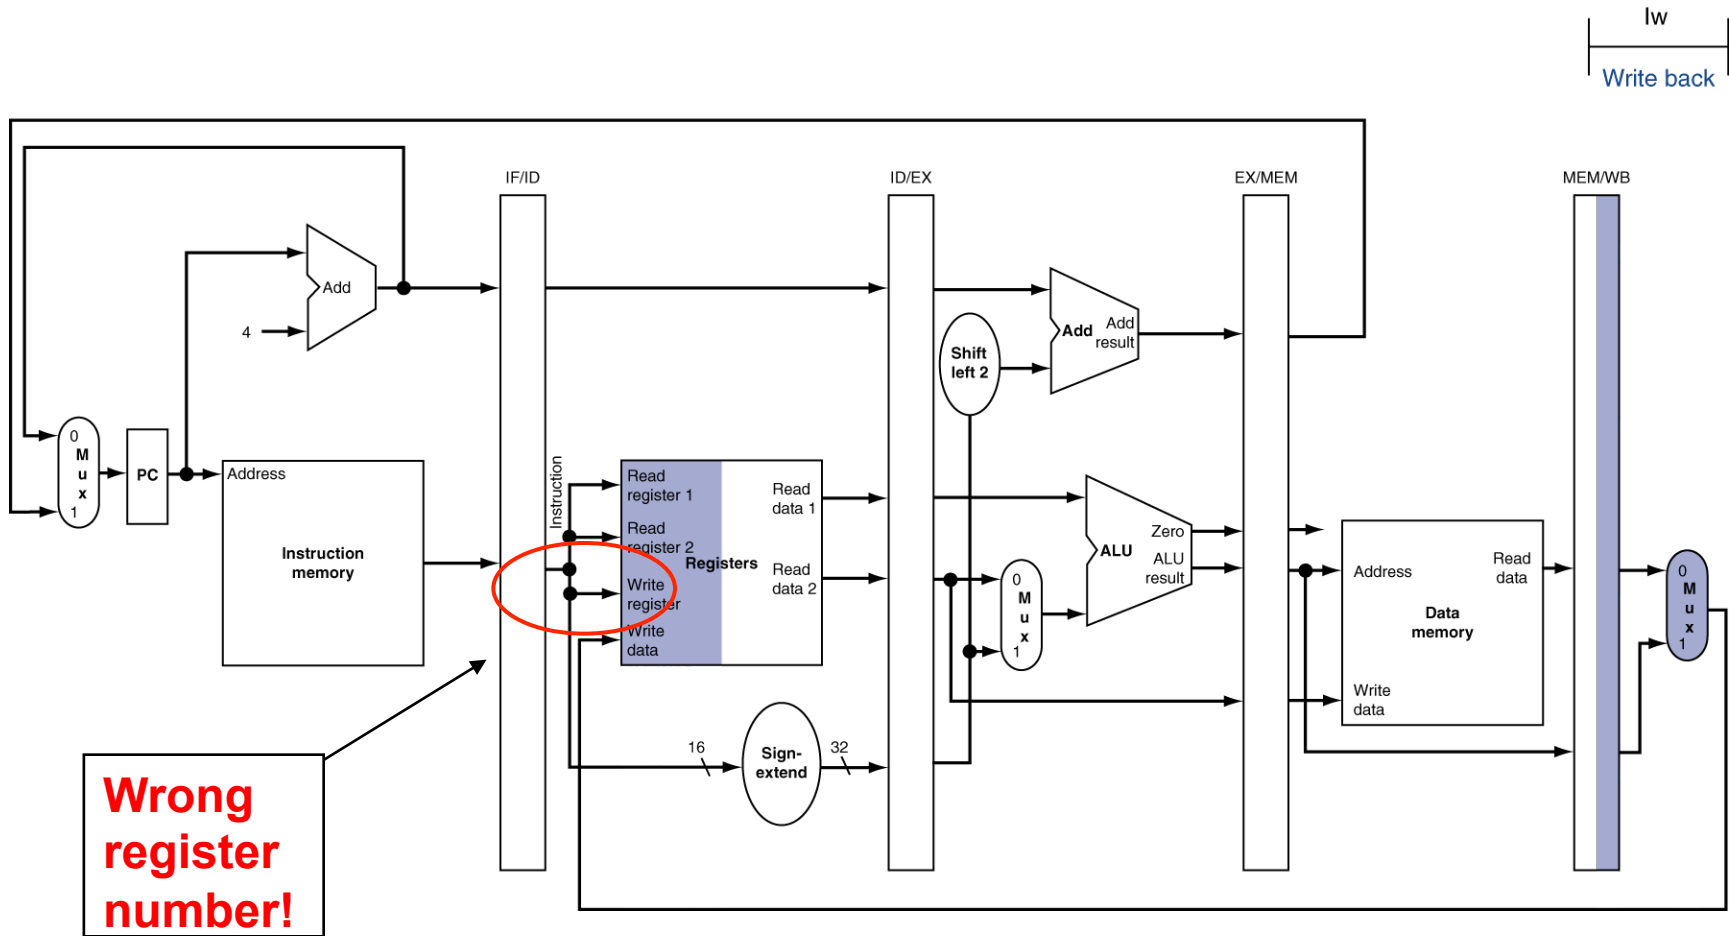 lw
Write back
IF/ID
ID/EX
EX/MEM
MEM/WB
Add
4
Add
Add
result
Shift
left 2
0
M
u
x
1
PC
Address
Instruction
memory
Instruction
Read
register 1
Read
register 2
Registers
Write
register
Write
data
Read
data 1
Read
data 2
16
Sign-
extend
32
0
M
u
x
1
Zero
ALU
ALU
result
Address
Read
data
Data
memory
Write
data
0
M
u
x
1
Wrong
register
number!